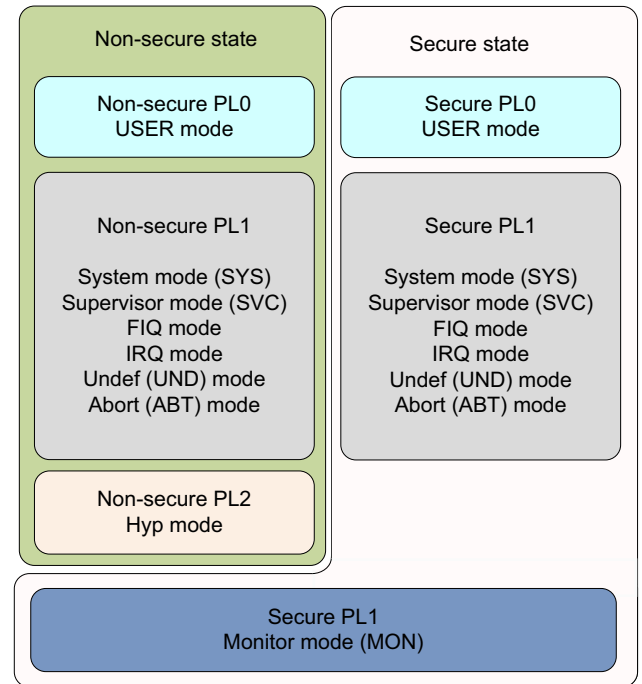 Non-secure state
Non-secure PL0
USER mode
Non-secure PL1
System mode (SYS)
Supervisor mode (SVC)
FIQ mode
IRQ mode
Undef (UND) mode
Abort (ABT) mode
Non-secure PL2
Hyp mode
Secure state
Secure PL0
USER mode
Secure PL1
System mode (SYS)
Supervisor mode (SVC)
FIQ mode
IRQ mode
Undef (UND) mode
Abort (ABT) mode
Secure PL1
Monitor mode (MON)